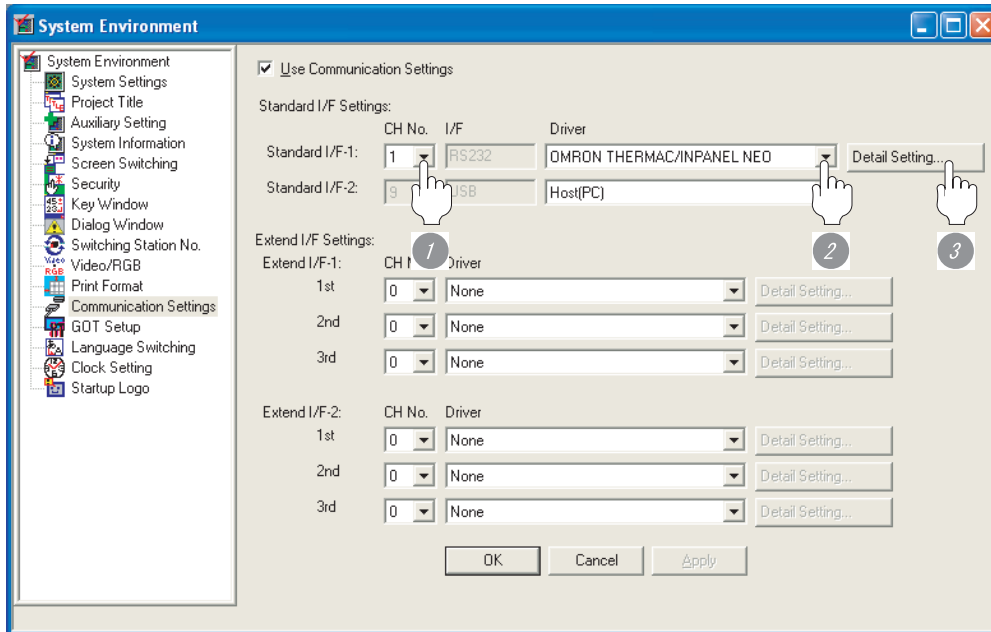 System Environment
System Environment
System Settings
Project Title
Auxiliary Setting
System Information
Screen Switching
Security
Key Window
Dialog Window
Switching Station No.
Video/RGB
Print Format
Communication Settings
GOT Setup
Language Switching
Clock Setting
Startup Logo
Use Communication Settings
Standard I/F Settings:
CH No. I/F Driver
Standard I/F-1: 1 RS232 OMRON THERMAC/INPANEL NEO Detail Setting...
Standard I/F-2: 9 USB Host(PC)
1 2 3
Extend I/F Settings:
Extend I/F-1: CH Driver
1st 0 None Detail Setting...
2nd 0 None Detail Setting...
3rd 0 None Detail Setting...
Extend I/F-2: CH No. Driver
1st 0 None Detail Setting...
2nd 0 None Detail Setting...
3rd 0 None Detail Setting...
OK Cancel Apply